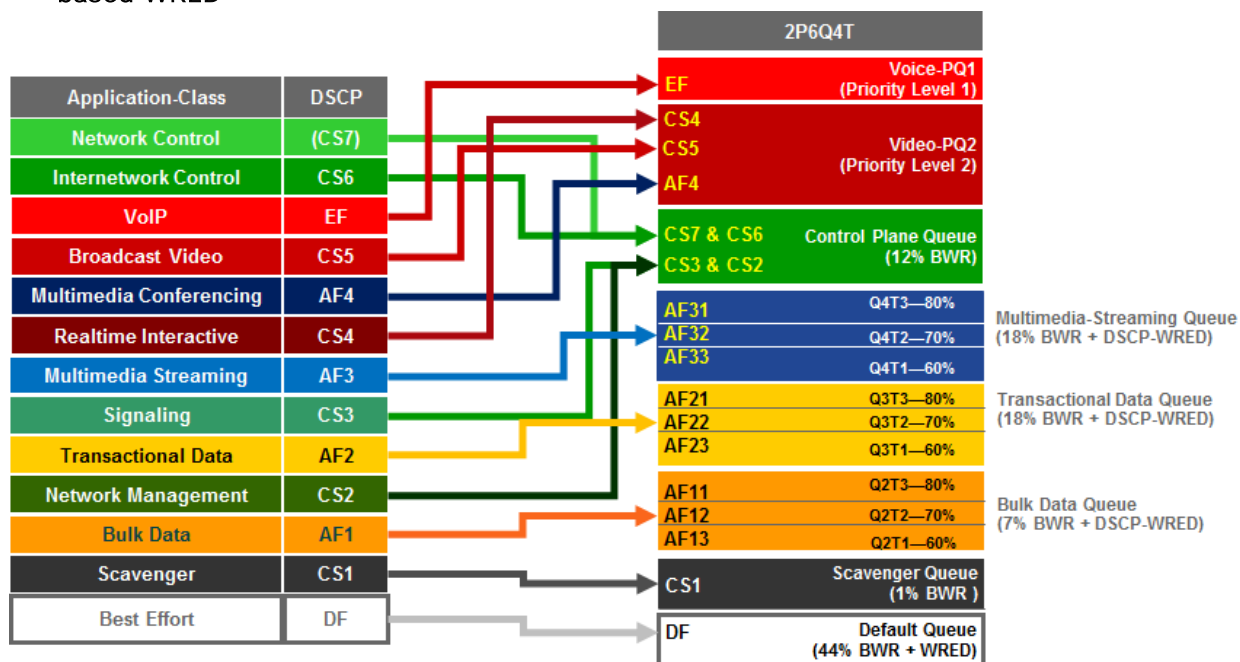 based WRED
2P6Q4T
Application-Class DSCP
Network Control (CS7)
Internetwork Control CS6
VoIP EF
Broadcast Video CS5
Multimedia Conferencing AF4
Realtime Interactive CS4
Multimedia Streaming AF3
Signaling CS3
Transactional Data AF2
Network Management CS2
Bulk Data AF1
Scavenger CS1
Best Effort DF
EF
Voice-PQ1
(Priority Level 1)
CS4
CS5
AF4
Video-PQ2
(Priority Level 2)
CS7 & CS6
CS3 & CS2
Control Plane Queue
(12% BWR)
AF31 Q4T3—80%
AF32 Q4T2—70%
AF33 Q4T1—60%
Multimedia-Streaming Queue
(18% BWR + DSCP-WRED)
AF21 Q3T3—80%
AF22 Q3T2—70%
AF23 Q3T1—60%
Transactional Data Queue
(18% BWR + DSCP-WRED)
AF11 Q2T3—80%
AF12 Q2T2—70%
AF13 Q2T1—60%
Bulk Data Queue
(7% BWR + DSCP-WRED)
CS1
Scavenger Queue
(1% BWR )
DF
Default Queue
(44% BWR + WRED)